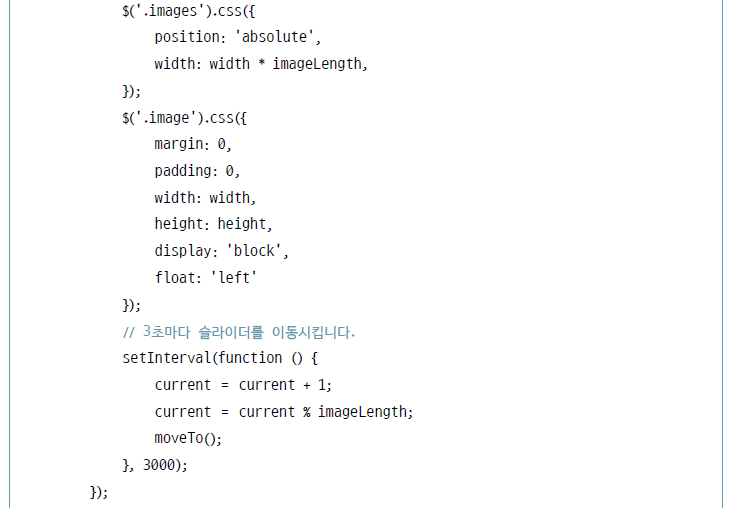 $('.images').css({
position: 'absolute',
width: width * imageLength,
});
$('.image').css({
margin: 0,
padding: 0,
width: width,
height: height,
display: 'block',
float: 'left'
});
// 3초마다 슬라이더를 이동시킵니다.
setInterval(function () {
current = current + 1;
current = current % imageLength;
moveTo();
}, 3000);
});